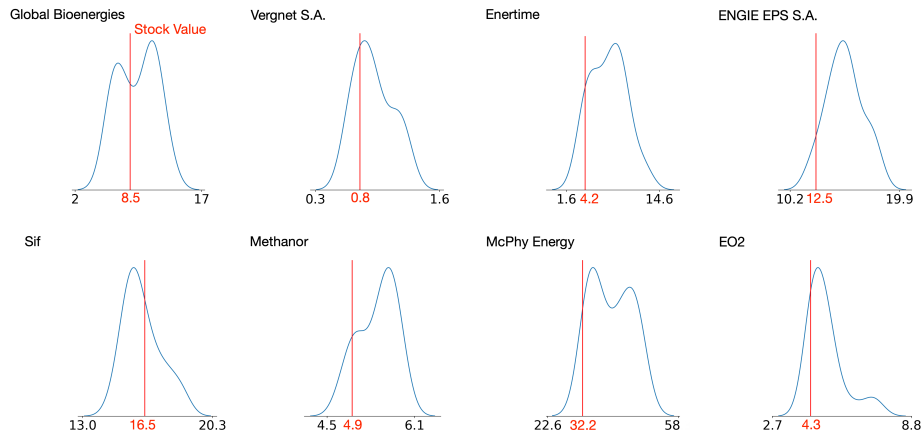 Global Bioenergies
Vergnet S.A.
Enertime
ENGIE EPS S.A.
Stock Value
2 8.5 17
0.3 0.8 1.6
1.6 4.2 14.6
10.2 12.5 19.9
Sif
Methanor
McPhy Energy
EO2
13.0 16.5 20.3
4.5 4.9 6.1
22.6 32.2 58
2.7 4.3 8.8